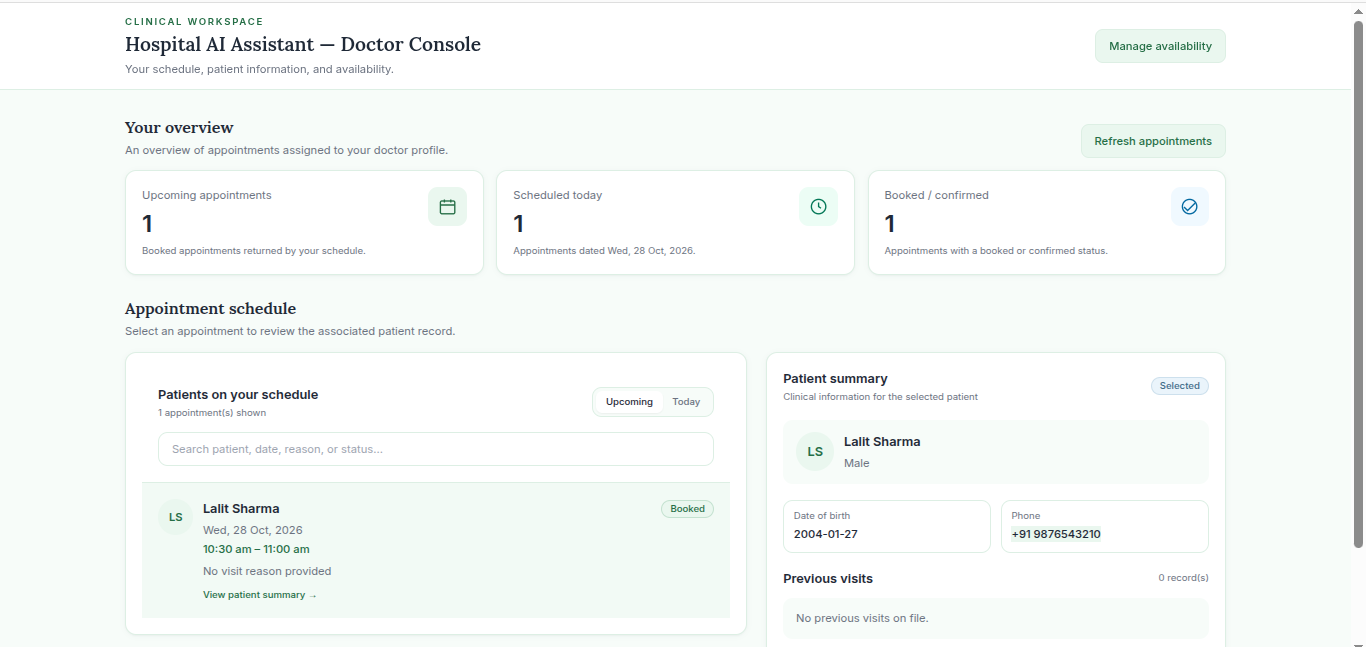 CLINICAL WORKSPACE
Hospital AI Assistant — Doctor Console
Your schedule, patient information, and availability.
Manage availability
Your overview
An overview of appointments assigned to your doctor profile.
Refresh appointments
Upcoming appointments
1
Booked appointments returned by your schedule.
Scheduled today
1
Appointments dated Wed, 28 Oct, 2026.
Booked / confirmed
1
Appointments with a booked or confirmed status.
Appointment schedule
Select an appointment to review the associated patient record.
Patients on your schedule
1 appointment(s) shown
Upcoming
Today
Search patient, date, reason, or status...
LS
Lalit Sharma
Booked
Wed, 28 Oct, 2026
10:30 am – 11:00 am
No visit reason provided
View patient summary →
Patient summary
Clinical information for the selected patient
Selected
LS
Lalit Sharma
Male
Date of birth
2004-01-27
Phone
+91 9876543210
Previous visits
0 record(s)
No previous visits on file.